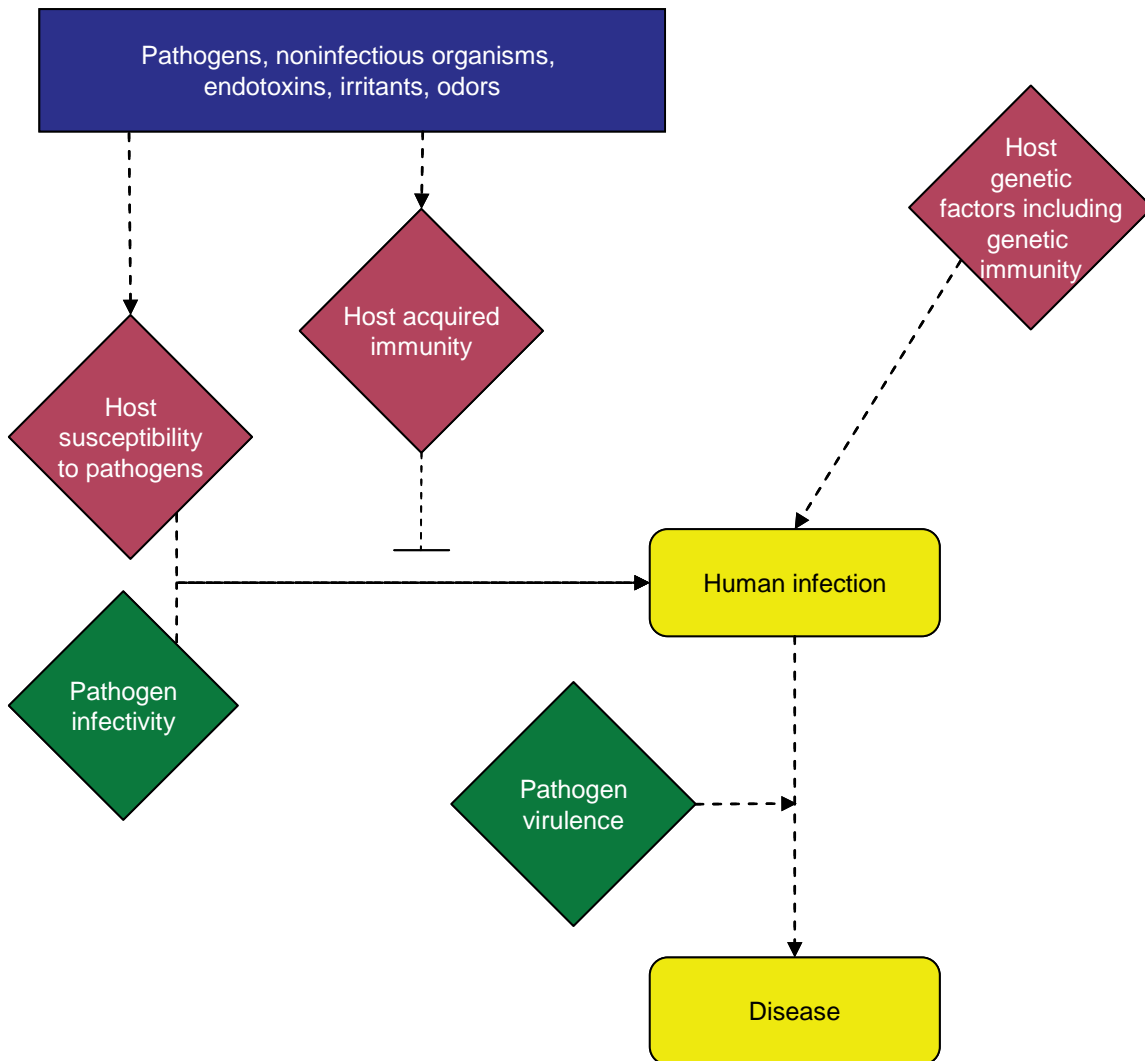 Pathogens, noninfectious organisms,
endotoxins, irritants, odors
Host
genetic
factors including
genetic
immunity
Host acquired
immunity
Host
susceptibility
to pathogens
Human infection
Pathogen
infectivity
Pathogen
virulence
Disease